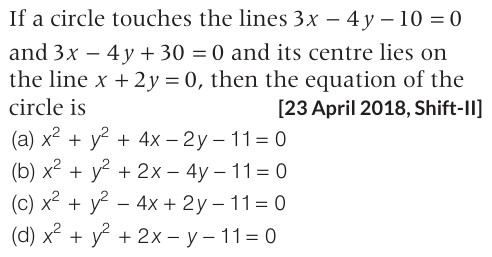 If a circle touches the lines 3x − 4y − 10 = 0
and 3x − 4y + 30 = 0 and its centre lies on
the line x + 2y = 0, then the equation of the
circle is [23 April 2018, Shift-II]
(a) x² + y² + 4x − 2y − 11 = 0
(b) x² + y² + 2x − 4y − 11 = 0
(c) x² + y² − 4x + 2y − 11 = 0
(d) x² + y² + 2x − y − 11 = 0